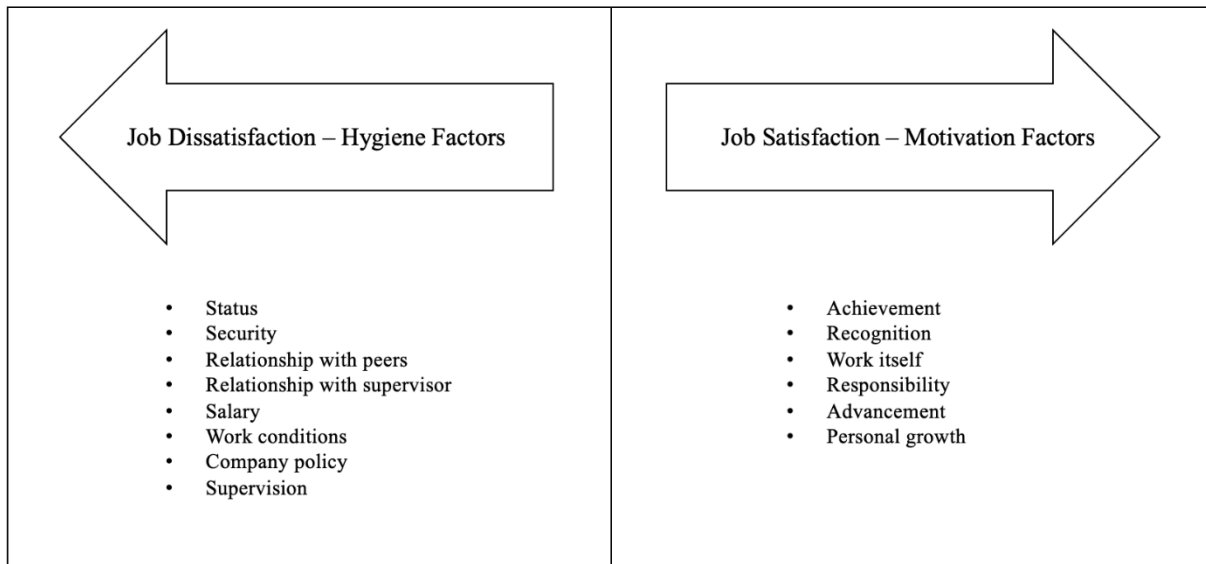 Job Dissatisfaction – Hygiene Factors
• Status
• Security
• Relationship with peers
• Relationship with supervisor
• Salary
• Work conditions
• Company policy
• Supervision
Job Satisfaction – Motivation Factors
• Achievement
• Recognition
• Work itself
• Responsibility
• Advancement
• Personal growth